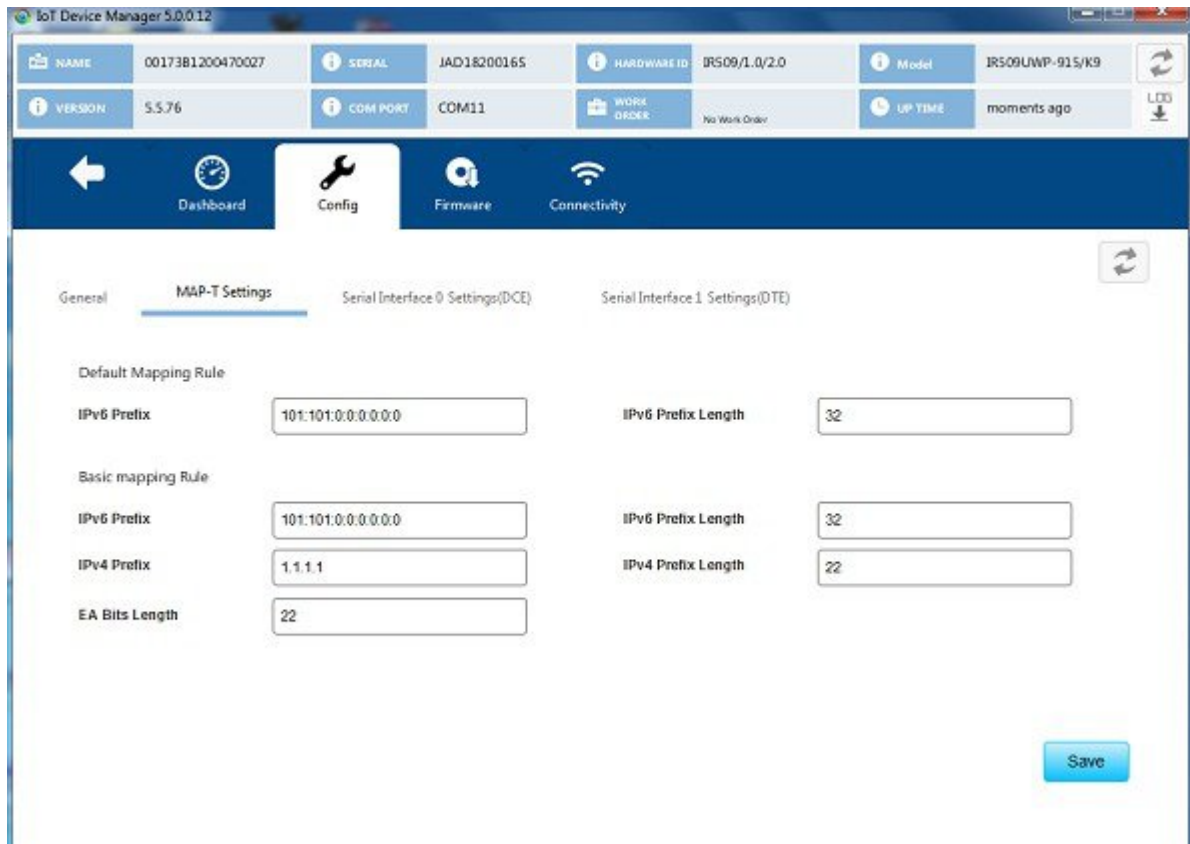 IoT Device Manager 5.0.0.12
NAME 00173B1200470027 SERIAL JAD1820016S HARDWARE ID IR509/1.0/2.0 Model IR509UWP-915/K9
VERSION 5.5.76 COM PORT COM11 WORK ORDER No Work Order UP TIME moments ago LOG
Dashboard Config Firmware Connectivity
General MAP-T Settings Serial Interface 0 Settings(DCE) Serial Interface 1 Settings(DTE)
Default Mapping Rule
IPv6 Prefix 101:101:0:0:0:0:0:0 IPv6 Prefix Length 32
Basic mapping Rule
IPv6 Prefix 101:101:0:0:0:0:0:0 IPv6 Prefix Length 32
IPv4 Prefix 1.1.1.1 IPv4 Prefix Length 22
EA Bits Length 22
Save